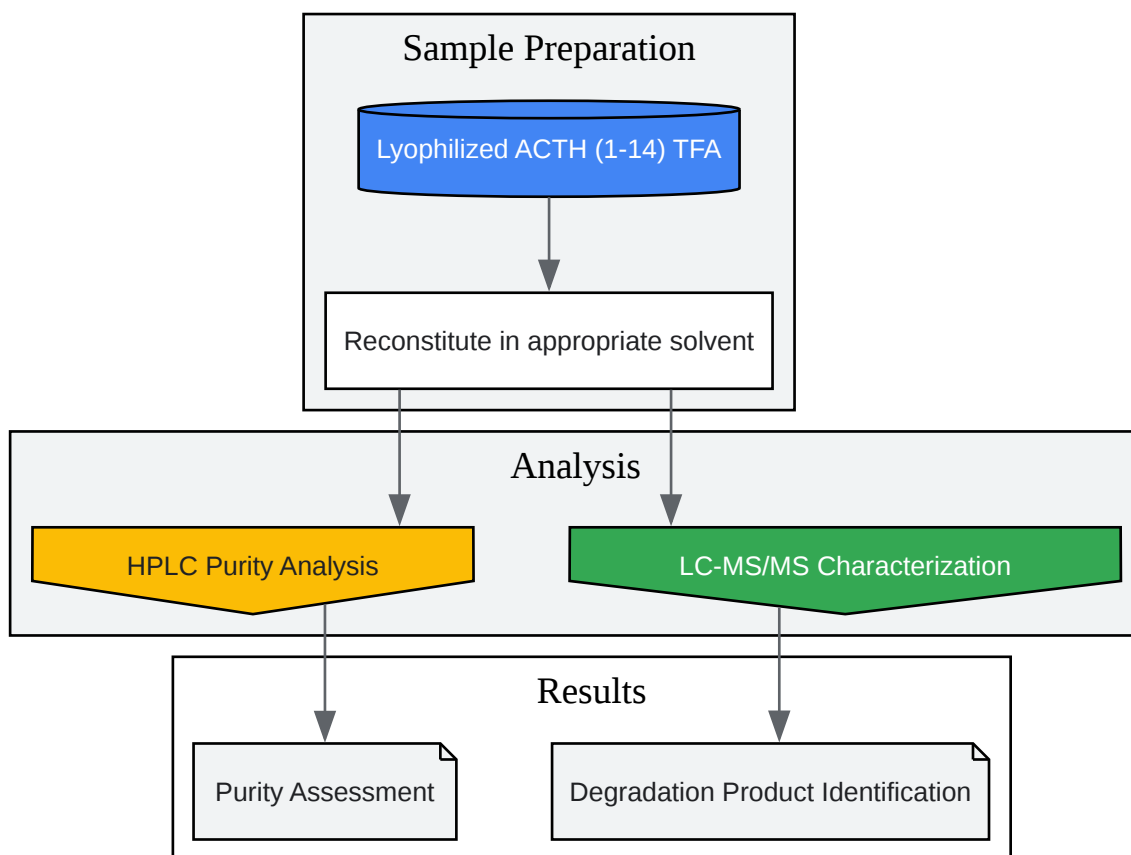 Sample Preparation
Lyophilized ACTH (1-14) TFA
Reconstitute in appropriate solvent
Analysis
HPLC Purity Analysis
LC-MS/MS Characterization
Results
Purity Assessment
Degradation Product Identification